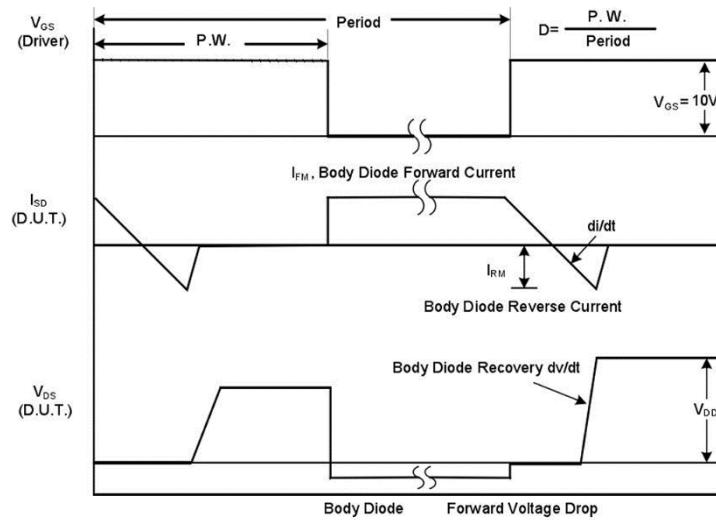 V_GS
(Driver)
Period
P.W.
D= P. W. / Period
V_GS = 10V
I_FM, Body Diode Forward Current
I_SD
(D.U.T.)
di/dt
I_RM
Body Diode Reverse Current
Body Diode Recovery dv/dt
V_DS
(D.U.T.)
V_DD
Body Diode Forward Voltage Drop